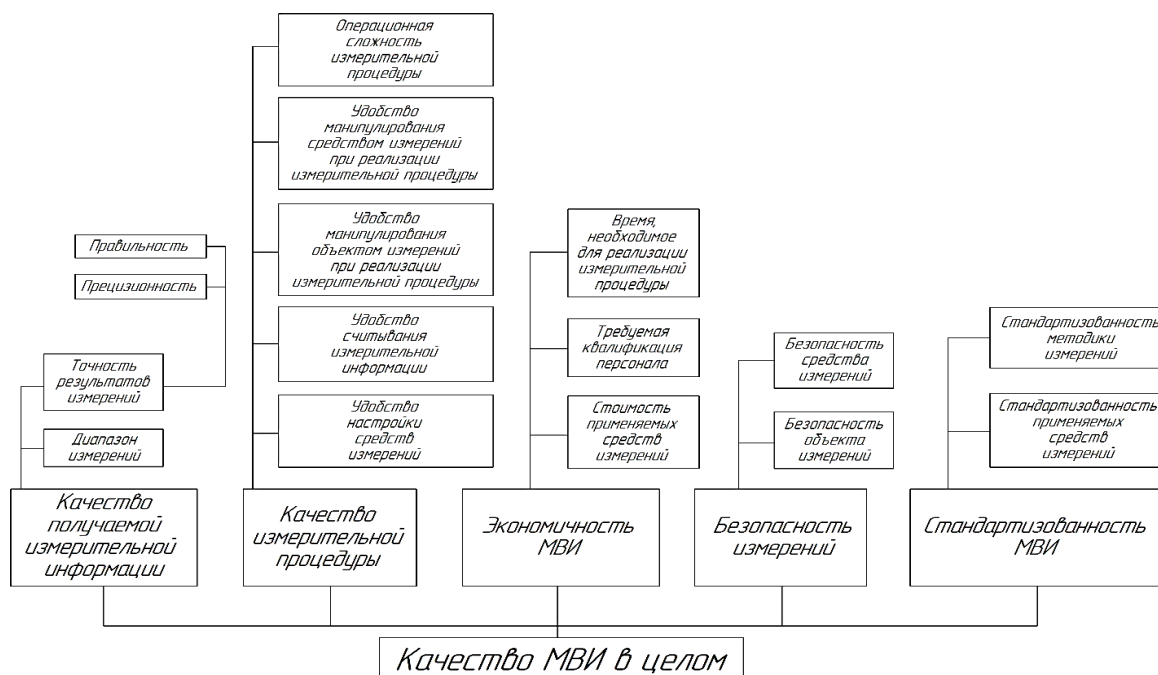 Операционная
сложность
измерительной
процедуры
Удобство
манипулирования
средством измерений
при реализации
измерительной процедуры
Удобство
манипулирования
объектом измерений
при реализации
измерительной процедуры
Удобство
считывания
измерительной
информации
Удобство
настройки
средств
измерений
Правильность
Прецизионность
Точность
результатов
измерений
Диапазон
измерений
Время,
необходимое
для реализации
измерительной
процедуры
Требуемая
квалификация
персонала
Стоимость
применяемых
средств
измерений
Безопасность
средства
измерений
Безопасность
объекта
измерений
Стандартизованность
методики
измерений
Стандартизованность
применяемых
средств
измерений
Качество
получаемой
измерительной
информации
Качество
измерительной
процедуры
Экономичность
МВИ
Безопасность
измерений
Стандартизованность
МВИ
Качество МВИ в целом